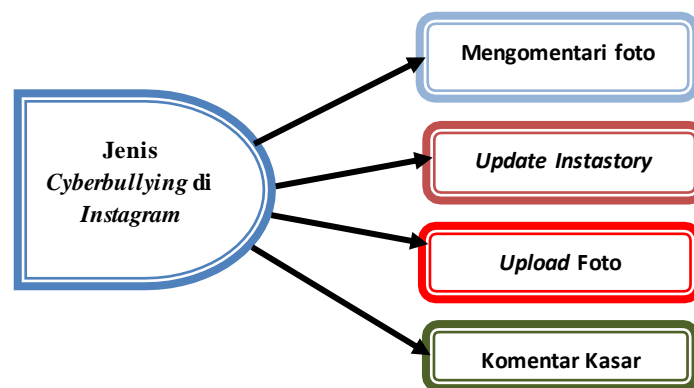 Jenis
Cyberbullying di
Instagram
Mengomentari foto
Update Instastory
Upload Foto
Komentar Kasar